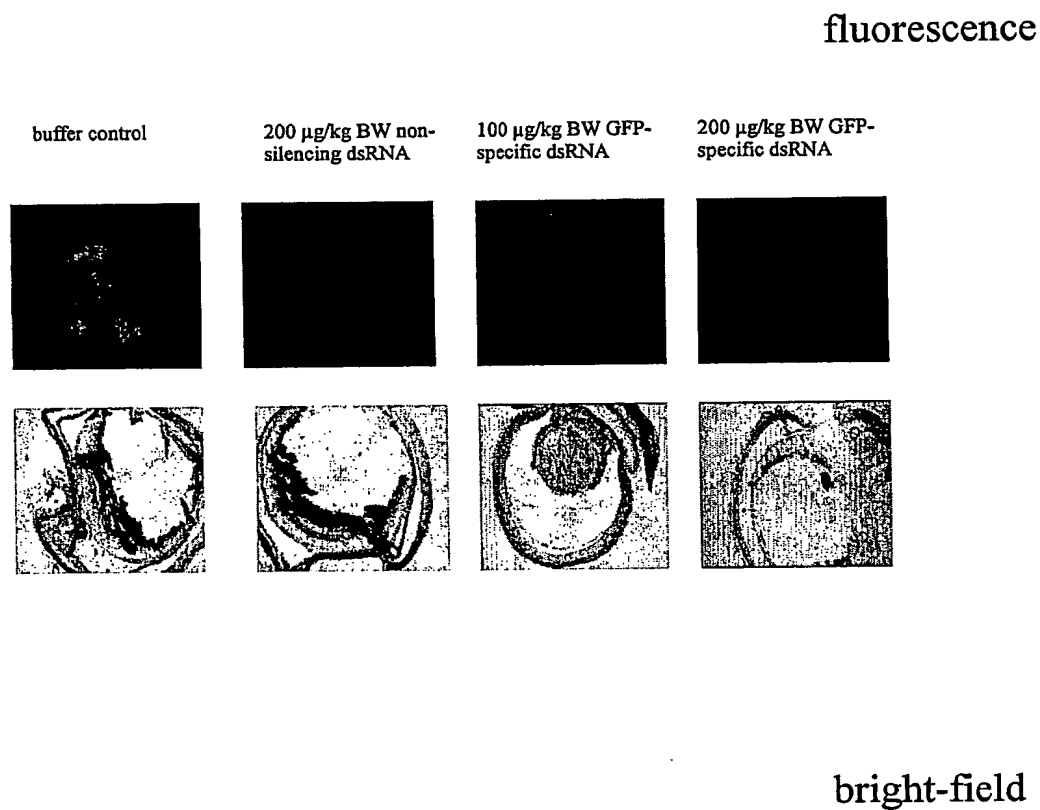 fluorescence
buffer control
200 µg/kg BW non-
silencing dsRNA
100 µg/kg BW GFP-
specific dsRNA
200 µg/kg BW GFP-
specific dsRNA
bright-field